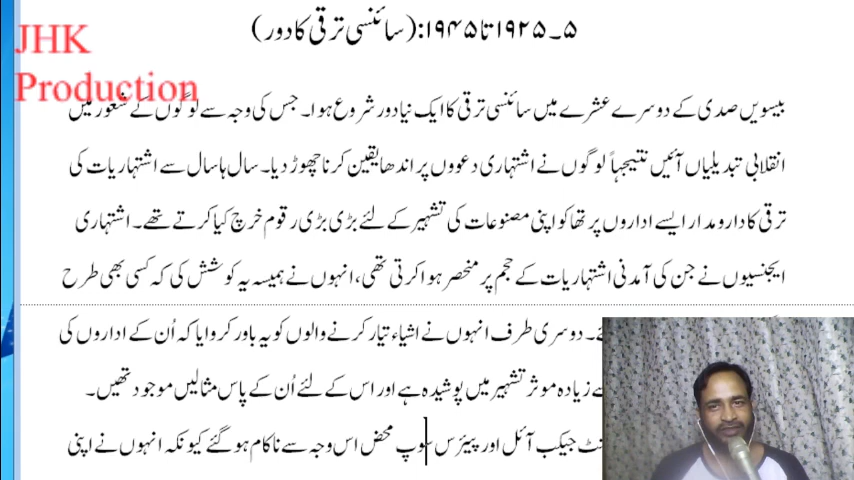 ۵۔ ۱۹۲۵ تا ۱۹۴۵: (سائنسی ترقی کا دور)
JHK
Production
بیسویں صدی کے دوسرے عشرے میں سائنسی ترقی کا ایک نیا دور شروع ہوا۔ جس کی وجہ سے لوگوں کے شعور میں
انقلابی تبدیلیاں آئیں نتیجہاً لوگوں نے اشتہاری دعووں پر اندھا یقین کرنا چھوڑ دیا۔ سال ہا سال سے اشتہاریات کی
ترقی کا دارومدار ایسے اداروں پر تھا کو اپنی مصنوعات کی تشہیر کے لئے بڑی بڑی رقوم خرچ کیا کرتے تھے۔ اشتہاری
ایجنسیوں نے جن کی آمدنی اشتہاریات کے حجم پر منحصر ہوا کرتی تھی، انہوں نے ہمیسہ یہ کوشش کی کہ کسی بھی طرح
۔ دوسری طرف انہوں نے اشیاء تیار کرنے والوں کو یہ باور کروایا کہ اُن کے اداروں کی
زیادہ موثر تشہیر میں پوشیدہ ہے اور اس کے لئے اُن کے پاس مثالیں موجود تھیں۔
جیکب آئل اور پیئرس سوپ محض اس وجہ سے ناکام ہو گئے کیونکہ انہوں نے اپنی